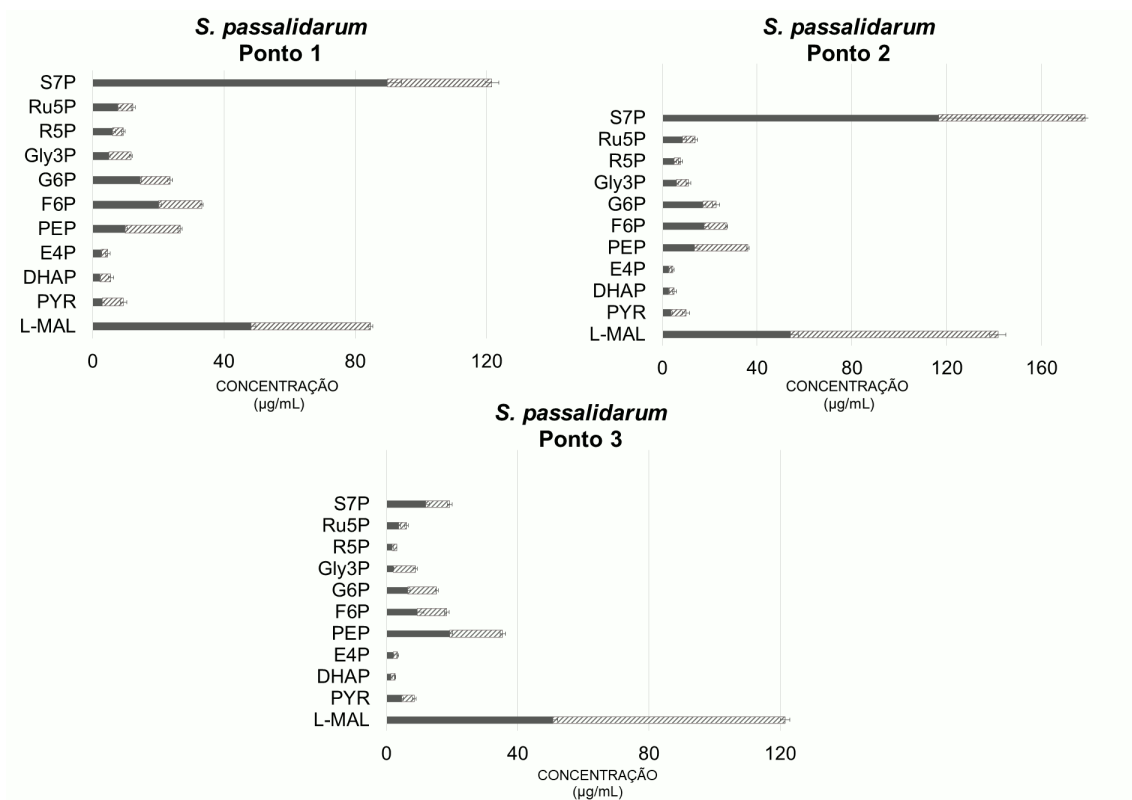 S. passalidarum
Ponto 1
S7P
Ru5P
R5P
Gly3P
G6P
F6P
PEP
E4P
DHAP
PYR
L-MAL
0 40 80 120
CONCENTRAÇÃO
(µg/mL)
S. passalidarum
Ponto 2
S7P
Ru5P
R5P
Gly3P
G6P
F6P
PEP
E4P
DHAP
PYR
L-MAL
0 40 80 120 160
CONCENTRAÇÃO
(µg/mL)
S. passalidarum
Ponto 3
S7P
Ru5P
R5P
Gly3P
G6P
F6P
PEP
E4P
DHAP
PYR
L-MAL
0 40 80 120
CONCENTRAÇÃO
(µg/mL)